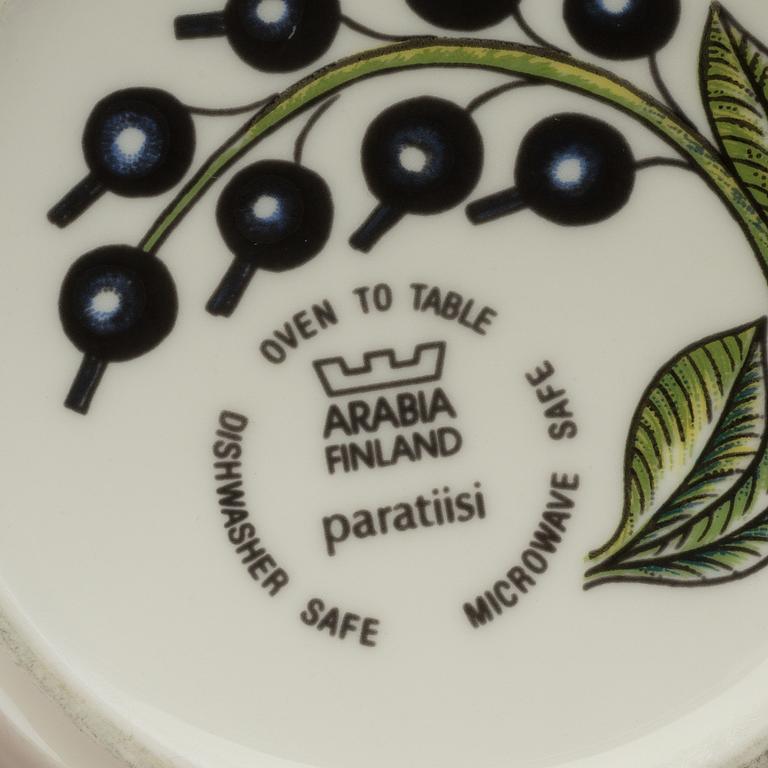 OVEN TO TABLE
ARABIA
FINLAND
paratiisi
DISHWASHER SAFE
MICROWAVE SAFE